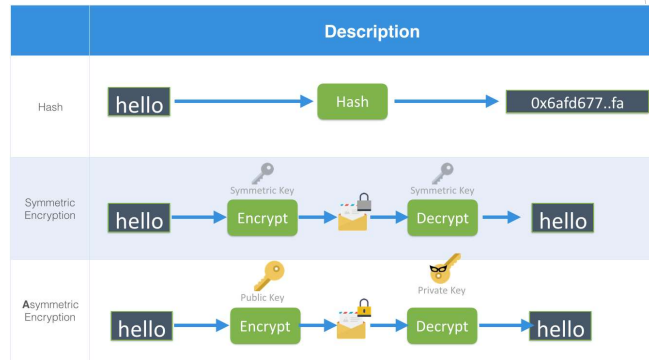 Description
Hash
hello
Hash
0x6afd677..fa
Symmetric Key
Symmetric Key
Symmetric
Encryption
hello
Encrypt
Decrypt
hello
Public Key
Private Key
Asymmetric
Encryption
hello
Encrypt
Decrypt
hello